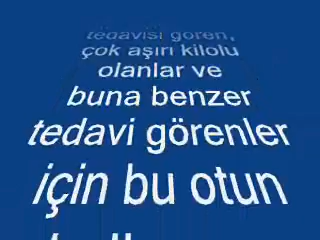 tedavisi gören,
çok aşırı kilolu
olanlar ve
buna benzer
tedavi görenler
için bu otun